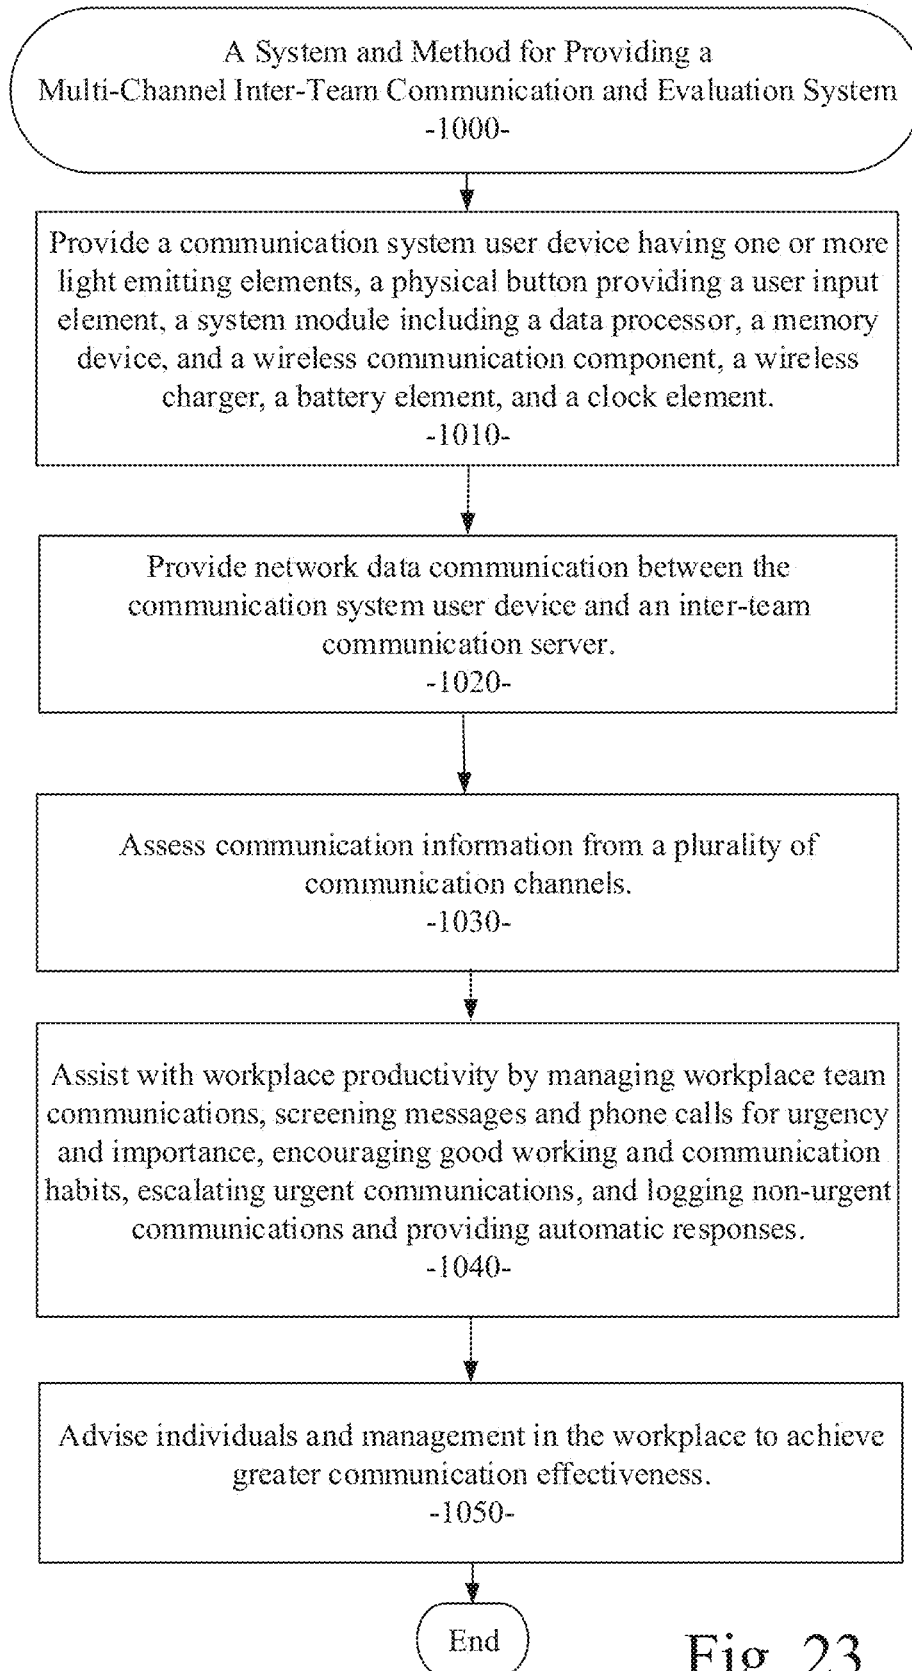 A System and Method for Providing a
Multi-Channel Inter-Team Communication and Evaluation System
-1000-
Provide a communication system user device having one or more
light emitting elements, a physical button providing a user input
element, a system module including a data processor, a memory
device, and a wireless communication component, a wireless
charger, a battery element, and a clock element.
-1010-
Provide network data communication between the
communication system user device and an inter-team
communication server.
-1020-
Assess communication information from a plurality of
communication channels.
-1030-
Assist with workplace productivity by managing workplace team
communications, screening messages and phone calls for urgency
and importance, encouraging good working and communication
habits, escalating urgent communications, and logging non-urgent
communications and providing automatic responses.
-1040-
Advise individuals and management in the workplace to achieve
greater communication effectiveness.
-1050-
End
Fig. 23